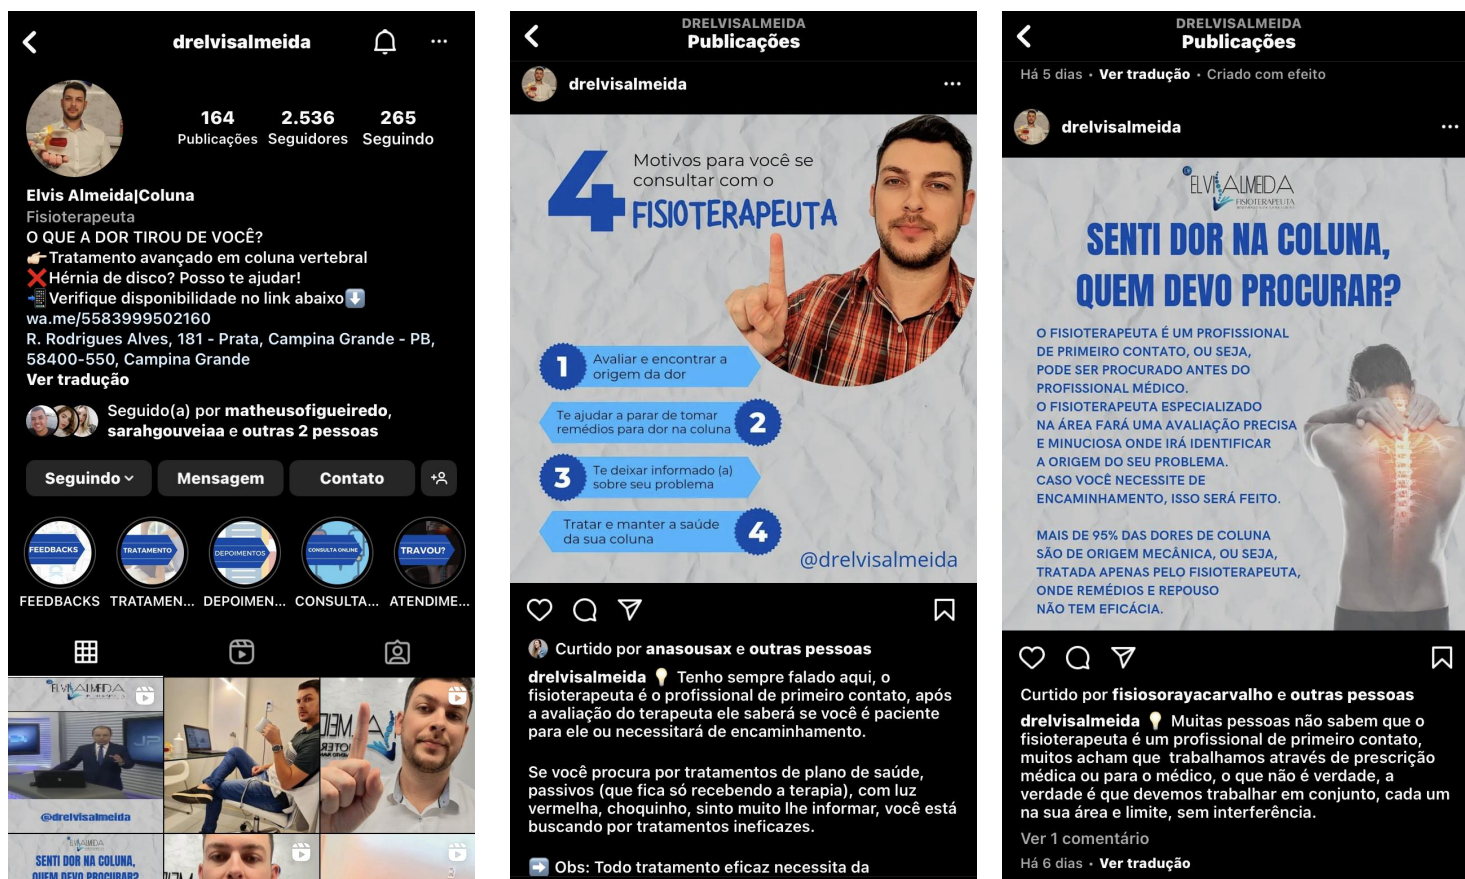 drelvisalmeida
164
2.536
265
Publicações
Seguidores
Seguindo
Elvis Almeida|Coluna
Fisioterapeuta
O QUE A DOR TIROU DE VOCÊ?
Tratamento avançado em coluna vertebral
Hérnia de disco? Posso te ajudar!
Verifique disponibilidade no link abaixo
wa.me/5583999502160
R. Rodrigues Alves, 181 - Prata, Campina Grande - PB,
58400-550, Campina Grande
Ver tradução
Seguido(a) por matheusofigueiredo,
sarahgouveiaa e outras 2 pessoas
Seguindo
Mensagem
Contato
FEEDBACKS
TRATAMENTO
DEPOIMENTOS
CONSULTA ONLINE
TRAVOU?
FEEDBACKS
TRATAMEN...
DEPOIMEN...
CONSULTA...
ATENDIME...
@drelvisalmeida
SENTI DOR NA COLUNA,
QUEM DEVO PROCURAR?
DRELVISALMEIDA
Publicações
drelvisalmeida
4
Motivos para você se
consultar com o
FISIOTERAPEUTA
1
Avaliar e encontrar a
origem da dor
Te ajudar a parar de tomar
remédios para dor na coluna
2
3
Te deixar informado (a)
sobre seu problema
Tratar e manter a saúde
da sua coluna
4
@drelvisalmeida
Curtido por anasousax e outras pessoas
drelvisalmeida 💡 Tenho sempre falado aqui, o
fisioterapeuta é o profissional de primeiro contato, após
a avaliação do terapeuta ele saberá se você é paciente
para ele ou necessitará de encaminhamento.
Se você procura por tratamentos de plano de saúde,
passivos (que fica só recebendo a terapia), com luz
vermelha, choquinho, sinto muito lhe informar, você está
buscando por tratamentos ineficazes.
➡️ Obs: Todo tratamento eficaz necessita da
DRELVISALMEIDA
Publicações
Há 5 dias • Ver tradução • Criado com efeito
drelvisalmeida
ELVIS ALMEIDA
FISIOTERAPEUTA
SENTI DOR NA COLUNA,
QUEM DEVO PROCURAR?
O FISIOTERAPEUTA É UM PROFISSIONAL
DE PRIMEIRO CONTATO, OU SEJA,
PODE SER PROCURADO ANTES DO
PROFISSIONAL MÉDICO.
O FISIOTERAPEUTA ESPECIALIZADO
NA ÁREA FARÁ UMA AVALIAÇÃO PRECISA
E MINUCIOSA ONDE IRÁ IDENTIFICAR
A ORIGEM DO SEU PROBLEMA.
CASO VOCÊ NECESSITE DE
ENCAMINHAMENTO, ISSO SERÁ FEITO.
MAIS DE 95% DAS DORES DE COLUNA
SÃO DE ORIGEM MECÂNICA, OU SEJA,
TRATADA APENAS PELO FISIOTERAPEUTA,
ONDE REMÉDIOS E REPOUSO
NÃO TEM EFICÁCIA.
Curtido por fisiosorayacarvalho e outras pessoas
drelvisalmeida 💡 Muitas pessoas não sabem que o
fisioterapeuta é um profissional de primeiro contato,
muitos acham que trabalhamos através de prescrição
médica ou para o médico, o que não é verdade, a
verdade é que devemos trabalhar em conjunto, cada um
na sua área e limite, sem interferência.
Ver 1 comentário
Há 6 dias • Ver tradução